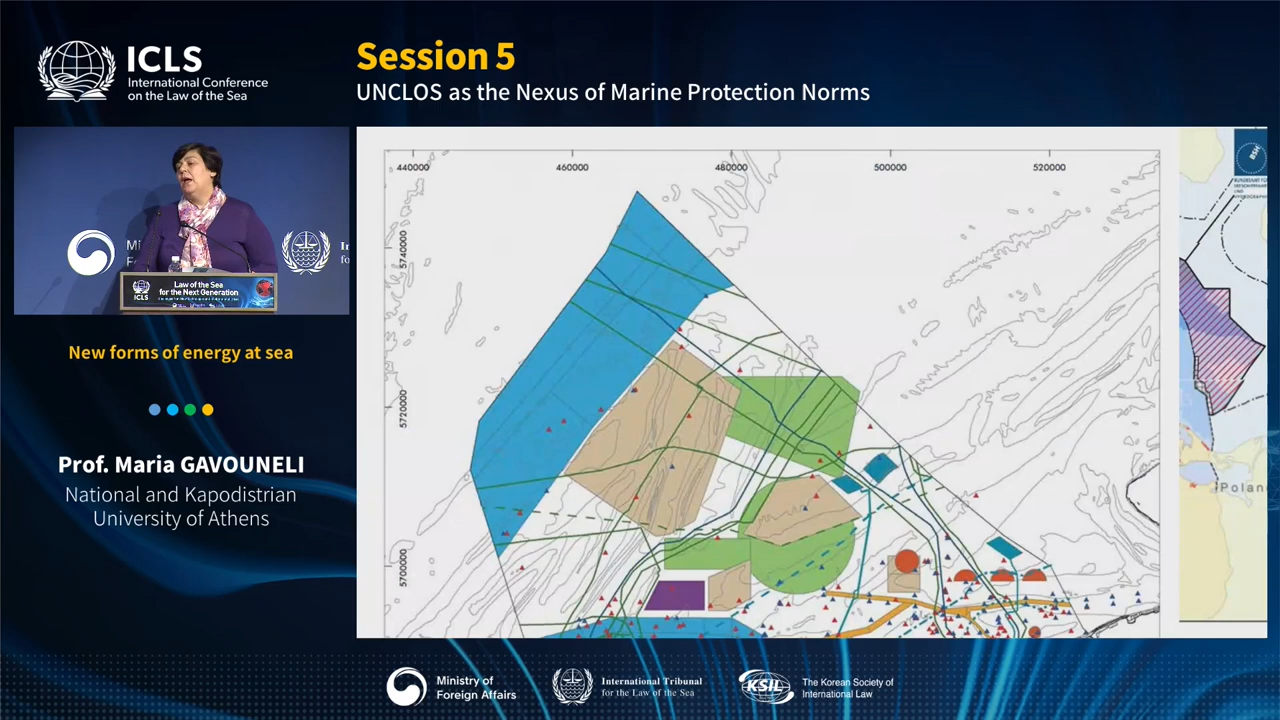 ICLS
International Conference
on the Law of the Sea
Session 5
UNCLOS as the Nexus of Marine Protection Norms
Law of the Sea
for the Next Generation
ICLS
New forms of energy at sea
Prof. Maria GAVOUNELI
National and Kapodistrian
University of Athens
440000
460000
480000
500000
520000
5740000
5720000
5700000
BSH
Polan
Ministry of
Foreign Affairs
International Tribunal
for the Law of the Sea
KSIL
The Korean Society of
International Law